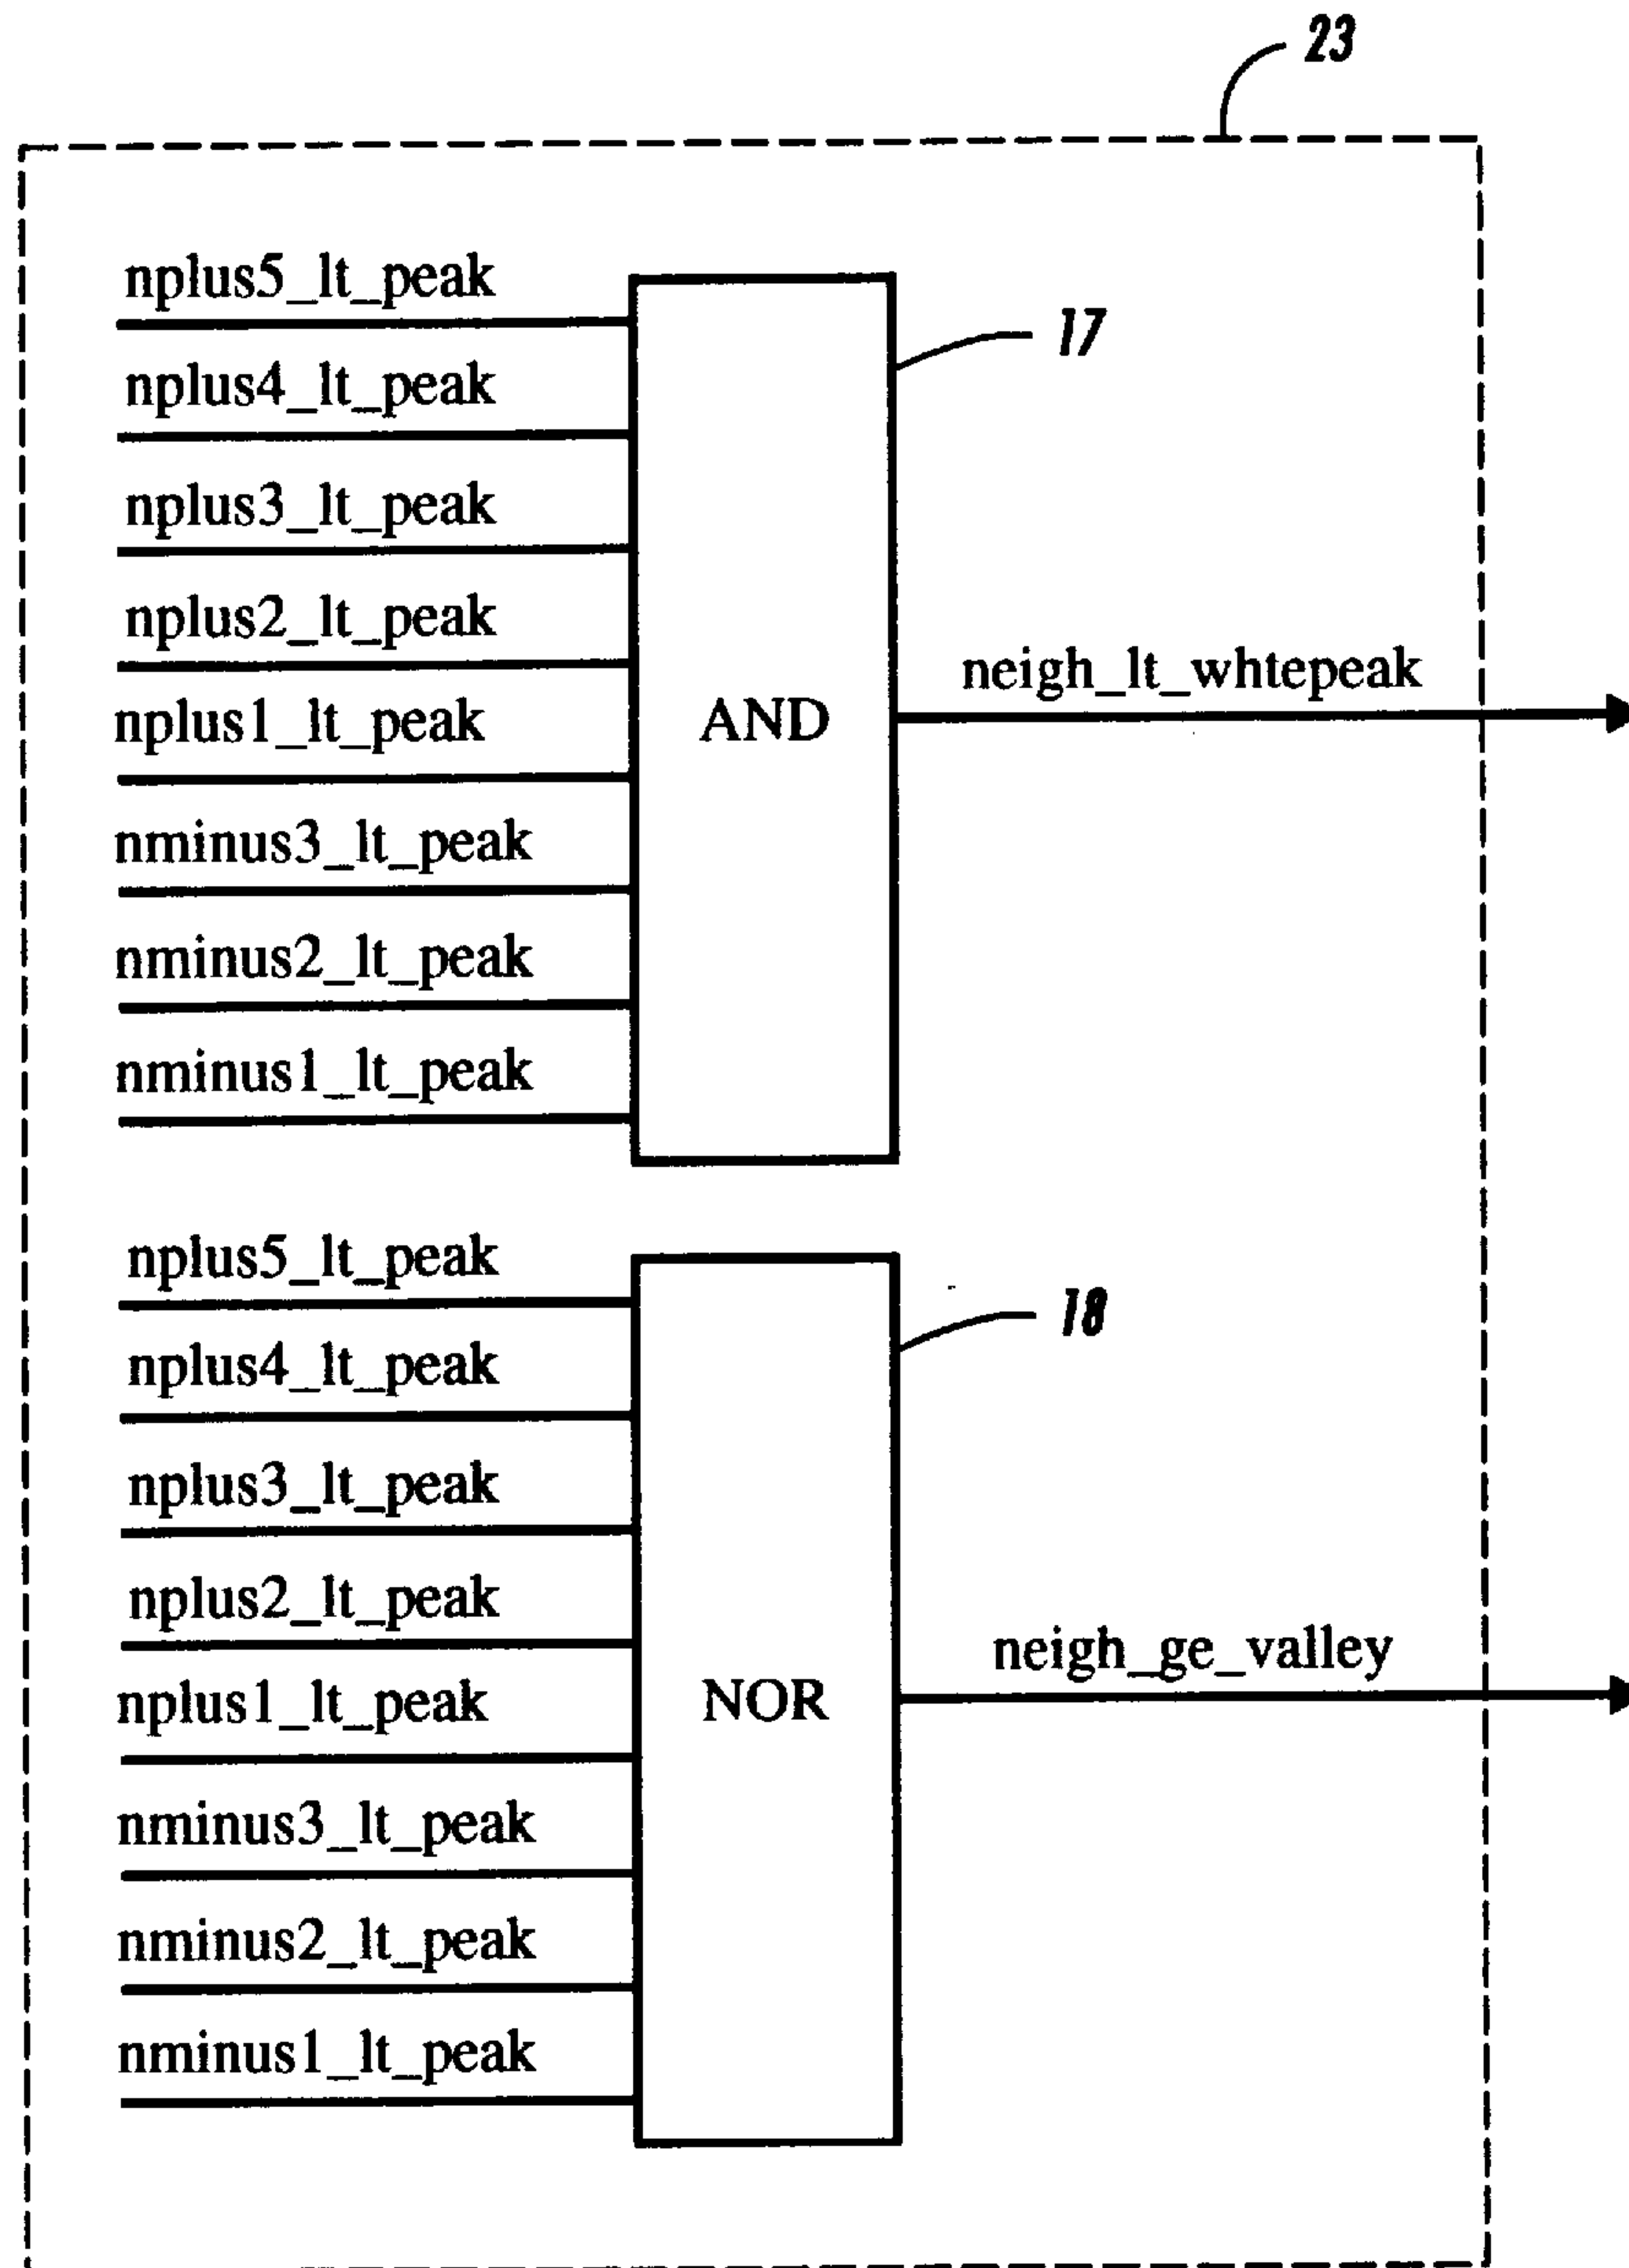 23
nplus5_lt_peak
17
nplus4_lt_peak
nplus3_lt_peak
nplus2_lt_peak
neigh_lt_whtepeak
nplus1_lt_peak
AND
nminus3_lt_peak
nminus2_lt_peak
nminus1_lt_peak
nplus5_lt_peak
18
nplus4_lt_peak
nplus3_lt_peak
nplus2_lt_peak
neigh_ge_valley
nplus1_lt_peak
NOR
nminus3_lt_peak
nminus2_lt_peak
nminus1_lt_peak